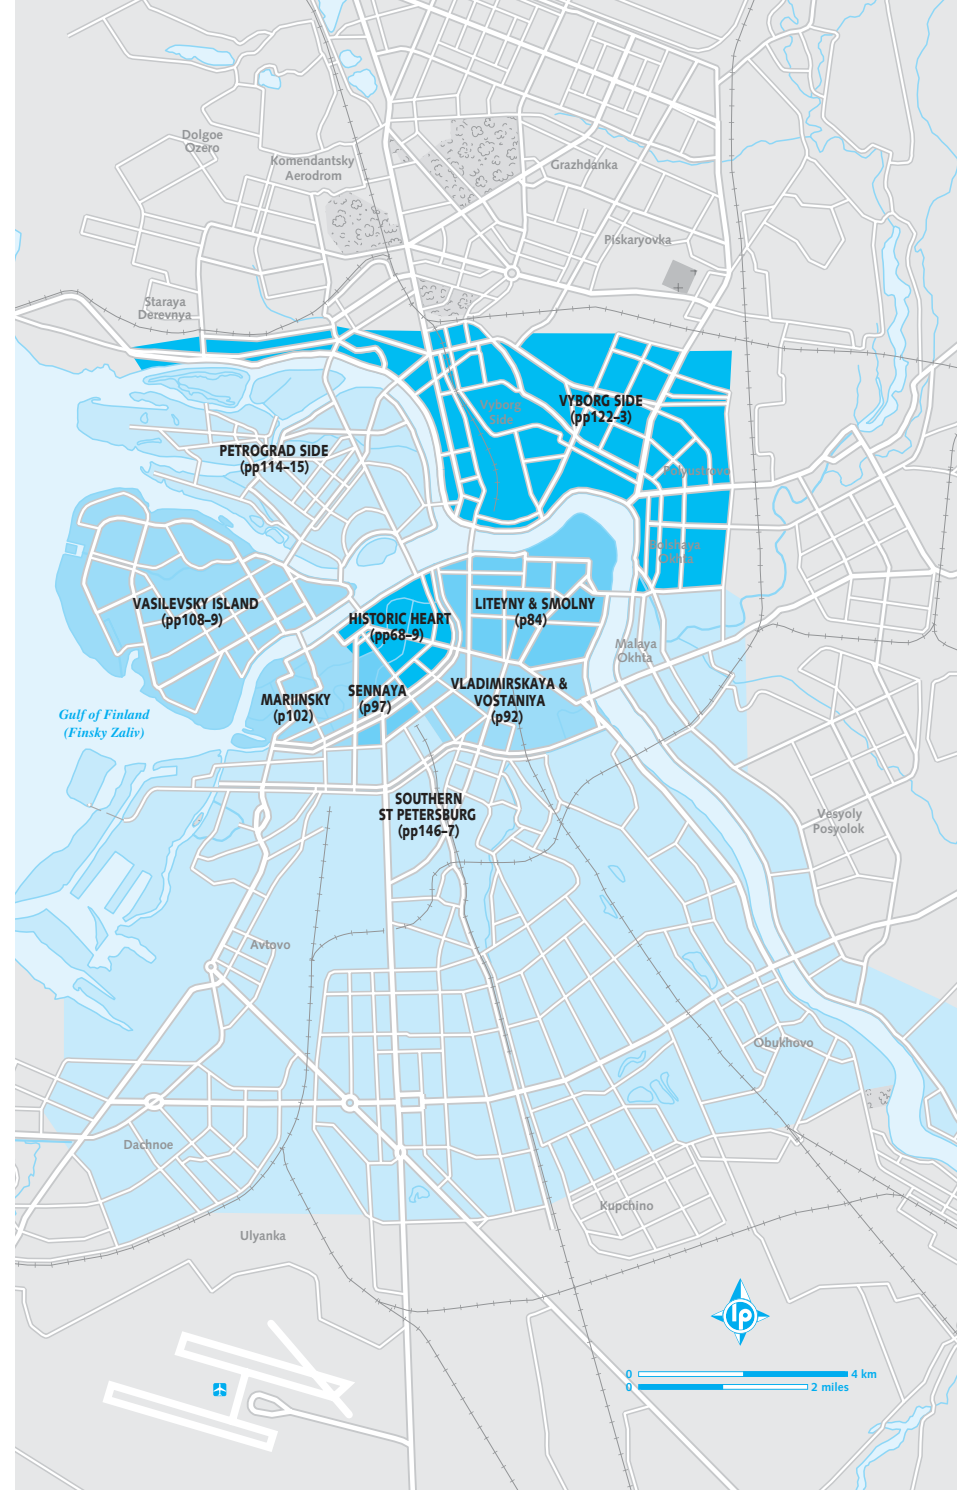 Dolgoe
Ozero
Komendantsky
Aerodrom
Grazhdanka
Piskaryovka
Staraya
Derevnya
VYBORG SIDE
(pp122–3)
Vyborg
Side
PETROGRAD SIDE
(pp114–15)
Polyustrovo
Bolshaya
Okhta
VASILEVSKY ISLAND
(pp108–9)
HISTORIC HEART
(pp68–9)
LITEYNY & SMOLNY
(p84)
Malaya
Okhta
MARIINSKY
(p102)
SENNAYA
(p97)
VLADIMIRSKAYA &
VOSTANIYA
(p92)
Gulf of Finland
(Finsky Zaliv)
SOUTHERN
ST PETERSBURG
(pp146–7)
Vesyoly
Posyolok
Avtovo
Obukhovo
Dachnoe
Kupchino
Ulyanka
lp
0 4 km
0 2 miles